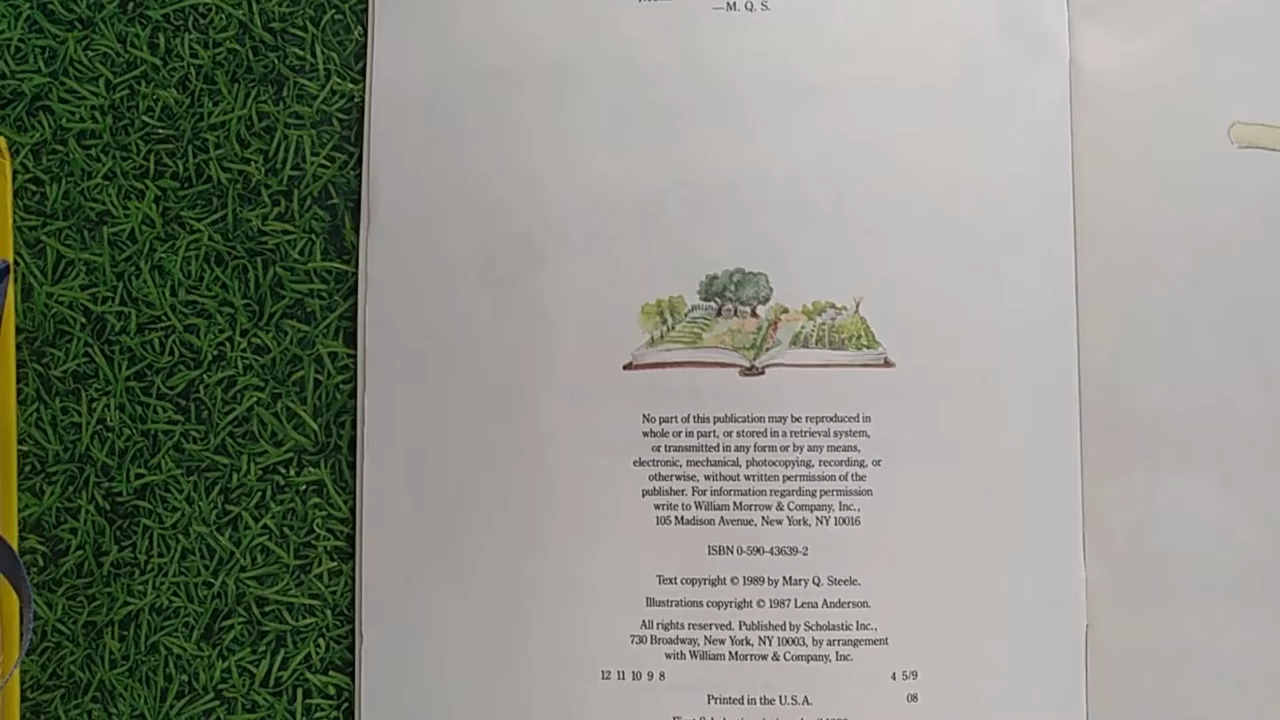 —M. Q. S.
No part of this publication may be reproduced in
whole or in part, or stored in a retrieval system,
or transmitted in any form or by any means,
electronic, mechanical, photocopying, recording, or
otherwise, without written permission of the
publisher. For information regarding permission
write to William Morrow & Company, Inc.,
105 Madison Avenue, New York, NY 10016
ISBN 0-590-43639-2
Text copyright © 1989 by Mary Q. Steele.
Illustrations copyright © 1987 Lena Anderson.
All rights reserved. Published by Scholastic Inc.,
730 Broadway, New York, NY 10003, by arrangement
with William Morrow & Company, Inc.
12 11 10 9 8 4 5/9
Printed in the U.S.A. 08